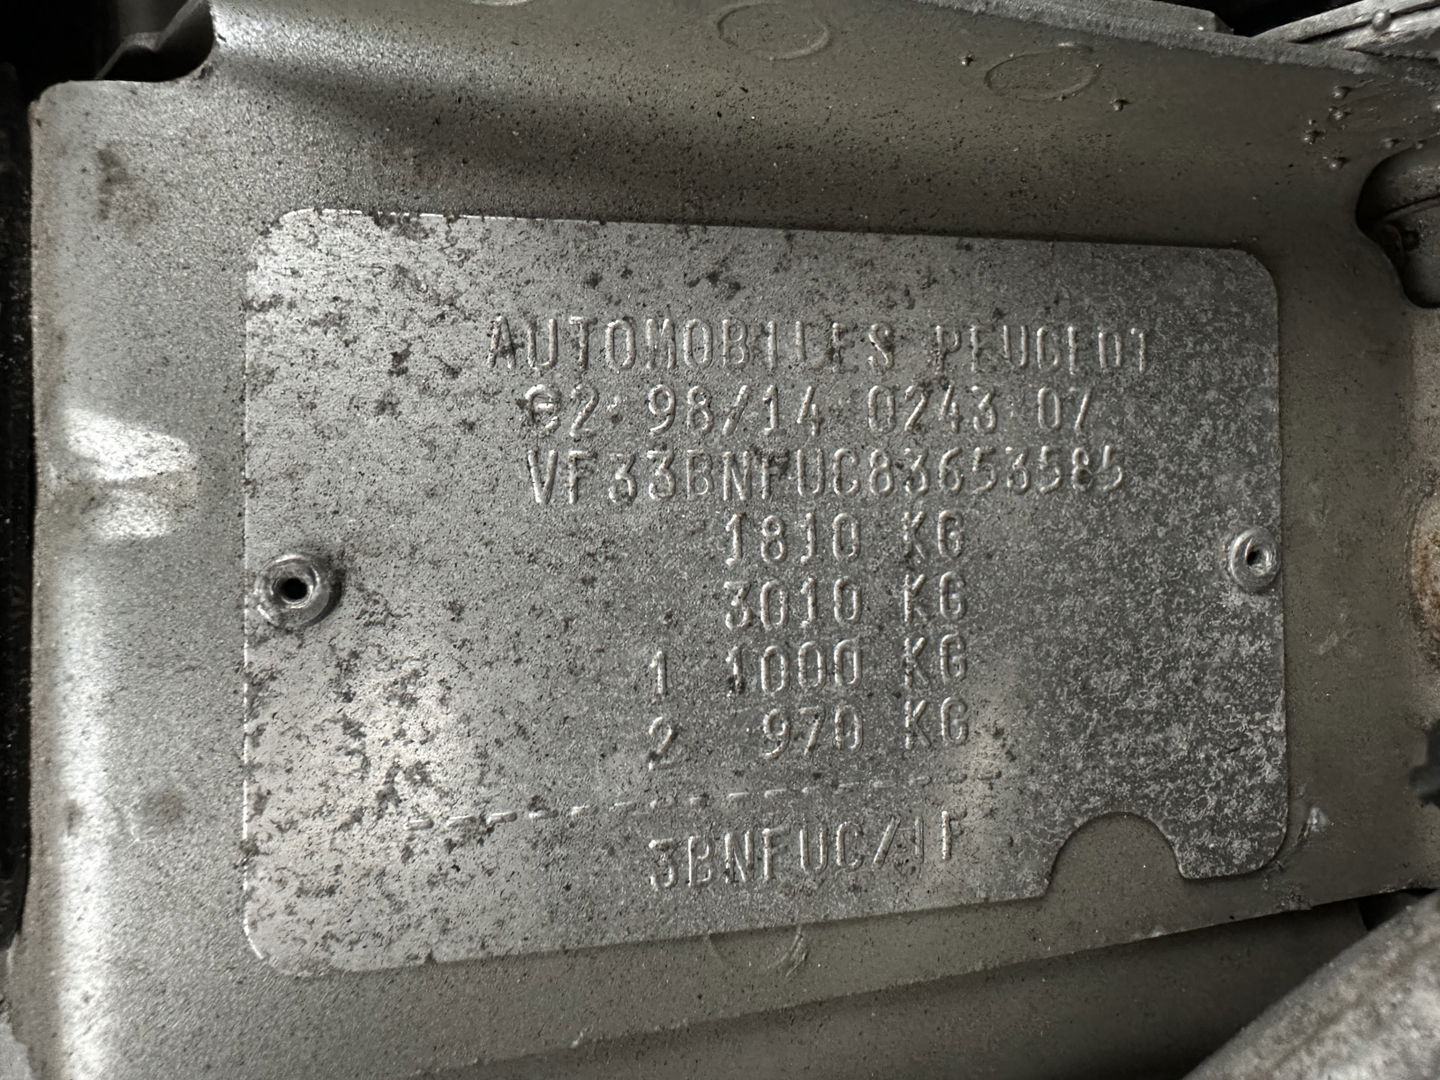 AUTOMOBILES PEUGEOT
e2*98/14*0243*07
VF33BNFUC83653585
1810 KG
3010 KG
1 1000 KG
2 970 KG
-----------------
3BNFUC/IF